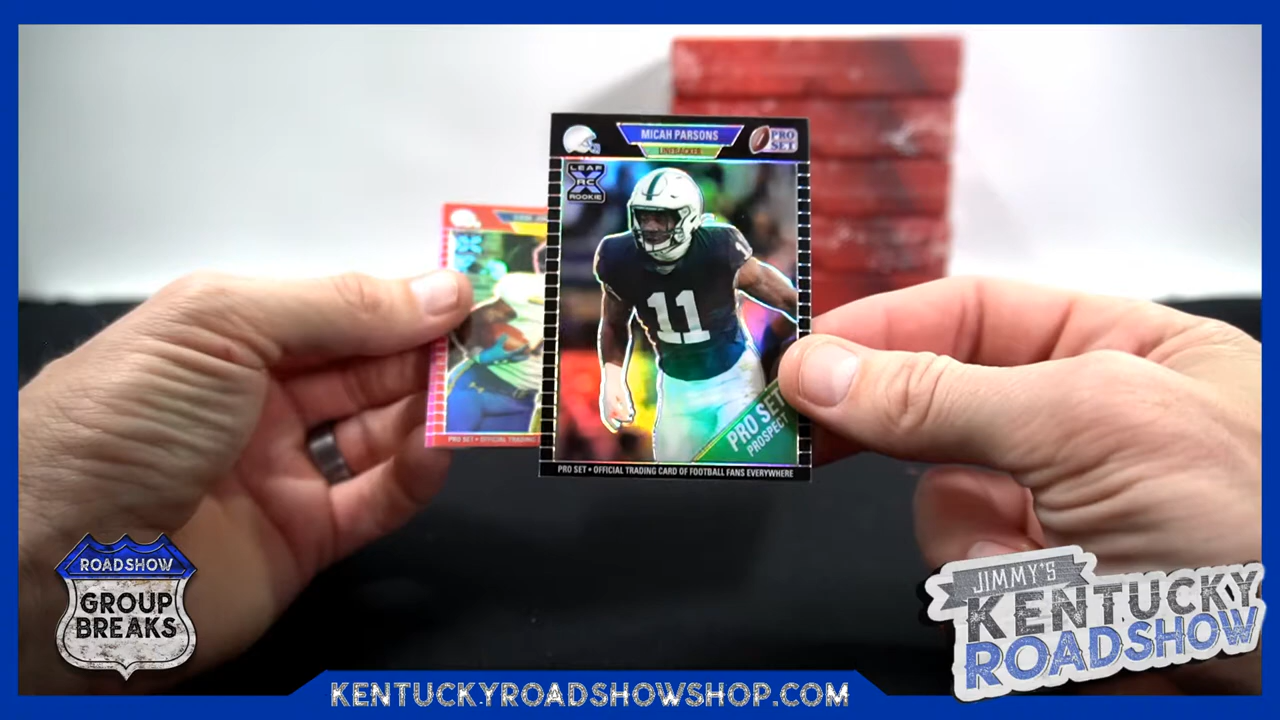 MICAH PARSONS
LINEBACKER
PRO
SET
LEAF
X
RC
ROOKIE
11
11
PRO SET
PROSPECT
PRO SET • OFFICIAL TRADING CARD OF FOOTBALL FANS EVERYWHERE
PRO SET • OFFICIAL TRADING
ROADSHOW
GROUP
BREAKS
JIMMY'S
KENTUCKY
ROADSHOW
KENTUCKYROADSHOWSHOP.COM